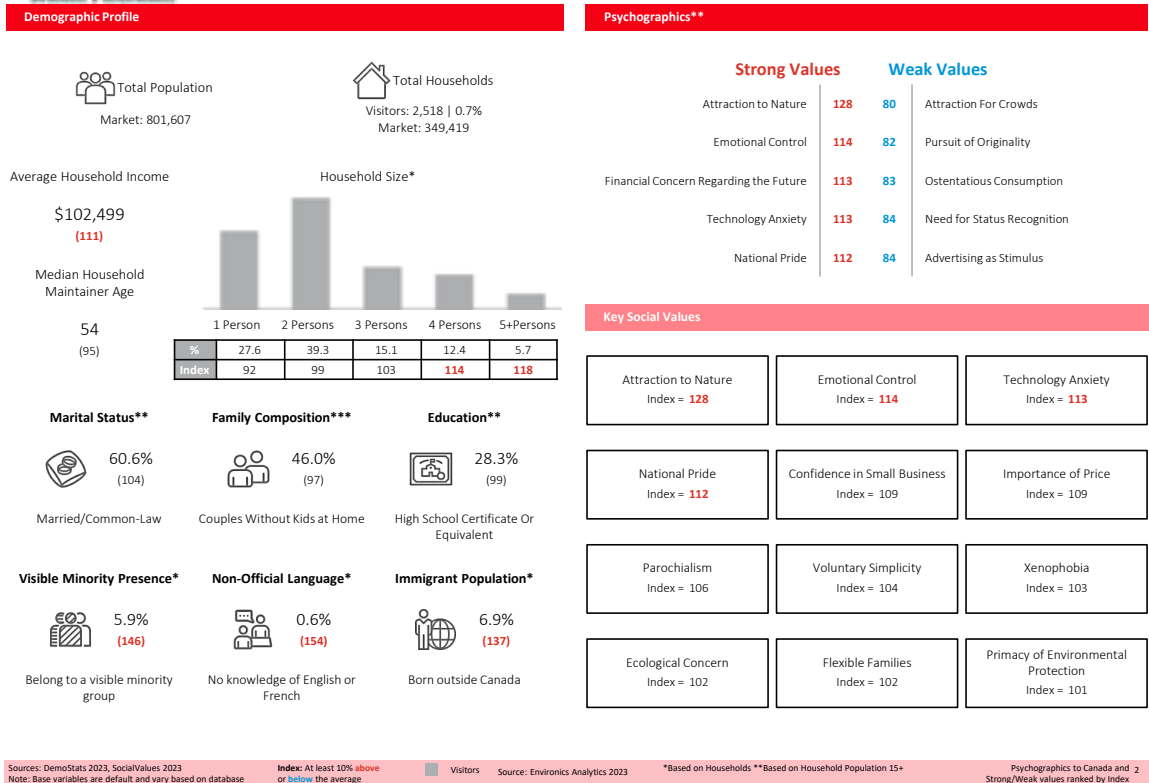 Demographic Profile
Total Population
Market: 801,607
Total Households
Visitors: 2,518 | 0.7%
Market: 349,419
Average Household Income
$102,499
(111)
Median Household
Maintainer Age
54
(95)
Household Size*
1 Person 2 Persons 3 Persons 4 Persons 5+Persons
% 27.6 39.3 15.1 12.4 5.7
Index 92 99 103 114 118
Marital Status**
60.6%
(104)
Married/Common-Law
Family Composition***
46.0%
(97)
Couples Without Kids at Home
Education**
28.3%
(99)
High School Certificate Or
Equivalent
Visible Minority Presence*
5.9%
(146)
Belong to a visible minority
group
Non-Official Language*
0.6%
(154)
No knowledge of English or
French
Immigrant Population*
6.9%
(137)
Born outside Canada
Psychographics**
Strong Values Weak Values
Attraction to Nature 128 80 Attraction For Crowds
Emotional Control 114 82 Pursuit of Originality
Financial Concern Regarding the Future 113 83 Ostentatious Consumption
Technology Anxiety 113 84 Need for Status Recognition
National Pride 112 84 Advertising as Stimulus
Key Social Values
Attraction to Nature
Index = 128
Emotional Control
Index = 114
Technology Anxiety
Index = 113
National Pride
Index = 112
Confidence in Small Business
Index = 109
Importance of Price
Index = 109
Parochialism
Index = 106
Voluntary Simplicity
Index = 104
Xenophobia
Index = 103
Ecological Concern
Index = 102
Flexible Families
Index = 102
Primacy of Environmental
Protection
Index = 101
Sources: DemoStats 2023, SocialValues 2023
Note: Base variables are default and vary based on database
Index: At least 10% above
or below the average
Visitors
Source: Environics Analytics 2023
*Based on Households **Based on Household Population 15+
Psychographics to Canada and 2
Strong/Weak values ranked by Index